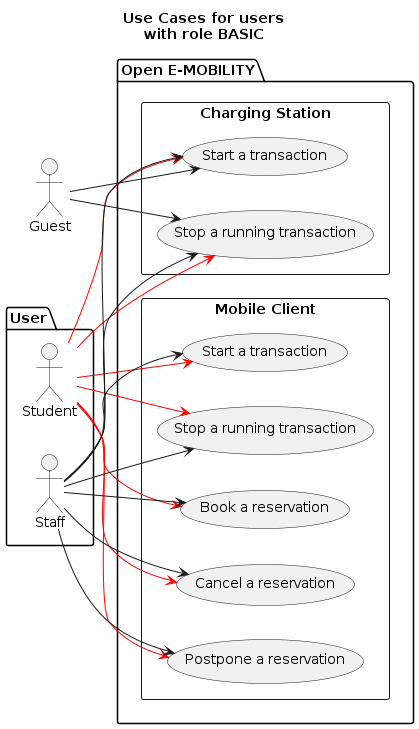 Use Cases for users
with role BASIC
Open E-MOBILITY
Charging Station
Start a transaction
Guest
Stop a running transaction
User
Mobile Client
Start a transaction
Student
Stop a running transaction
Staff
Book a reservation
Cancel a reservation
Postpone a reservation